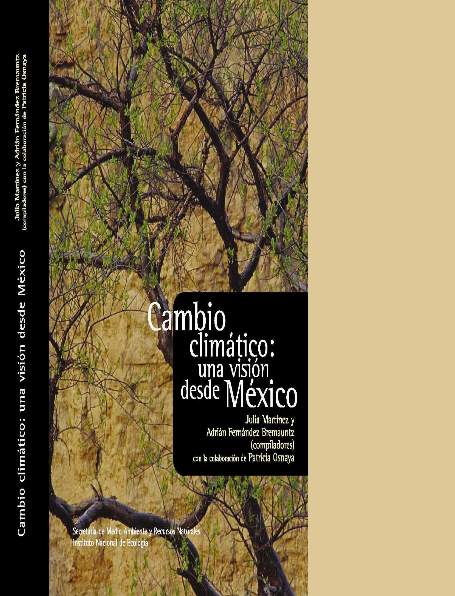 Julia Martínez y Adrián Fernández Bremauntz
(compiladores) con la colaboración de Patricia Osnaya
Cambio climático: una visión desde México
Cambio
climático:
una visión
desde México
Julia Martínez y
Adrián Fernández Bremauntz
(compiladores)
con la colaboración de Patricia Osnaya
Secretaría de Medio Ambiente y Recursos Naturales
Instituto Nacional de Ecología